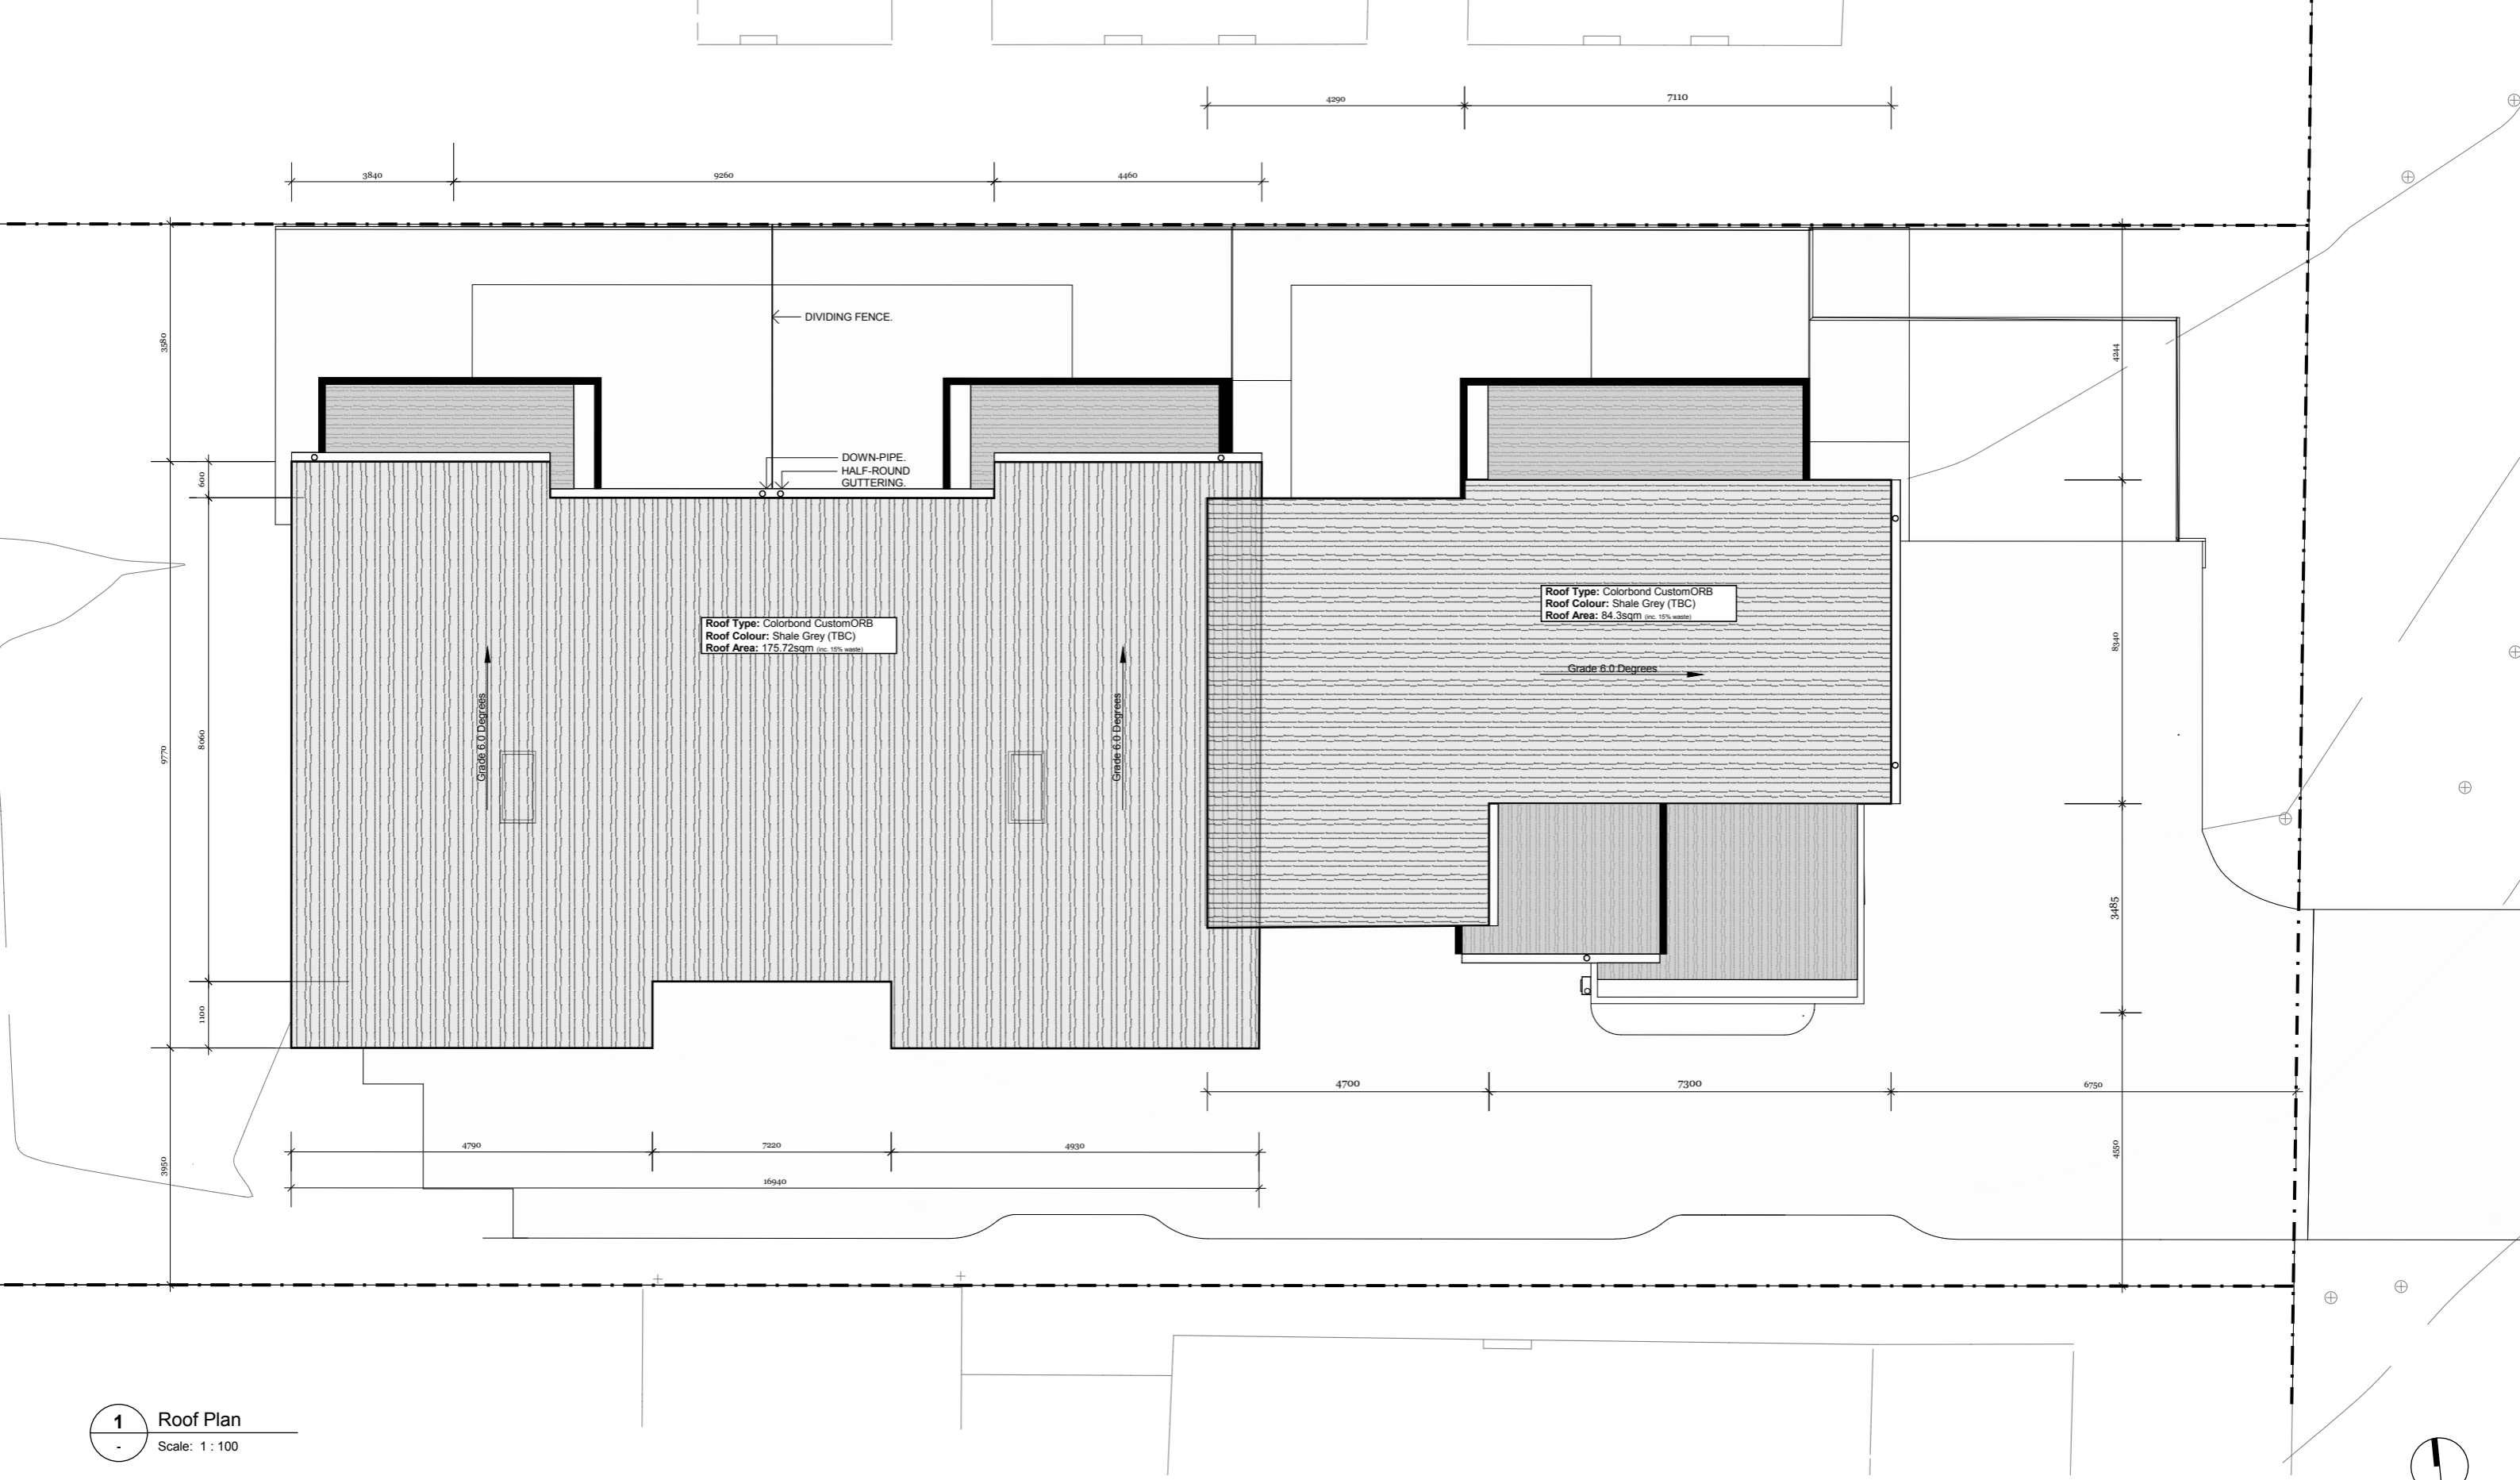 4290
7110
3840
9260
4460
DIVIDING FENCE.
3580
4244
DOWN-PIPE.
HALF-ROUND
GUTTERING.
600
Roof Type: Colorbond CustomORB
Roof Colour: Shale Grey (TBC)
Roof Area: 175.72sqm (inc. 15% waste)
Roof Type: Colorbond CustomORB
Roof Colour: Shale Grey (TBC)
Roof Area: 84.3sqm (inc. 15% waste)
Grade 6.0 Degrees
Grade 6.0 Degrees
Grade 6.0 Degrees
9770
8060
8340
1100
3485
4700
7300
6750
4790
7220
4930
3950
4550
16940
1
-
Roof Plan
Scale: 1 : 100